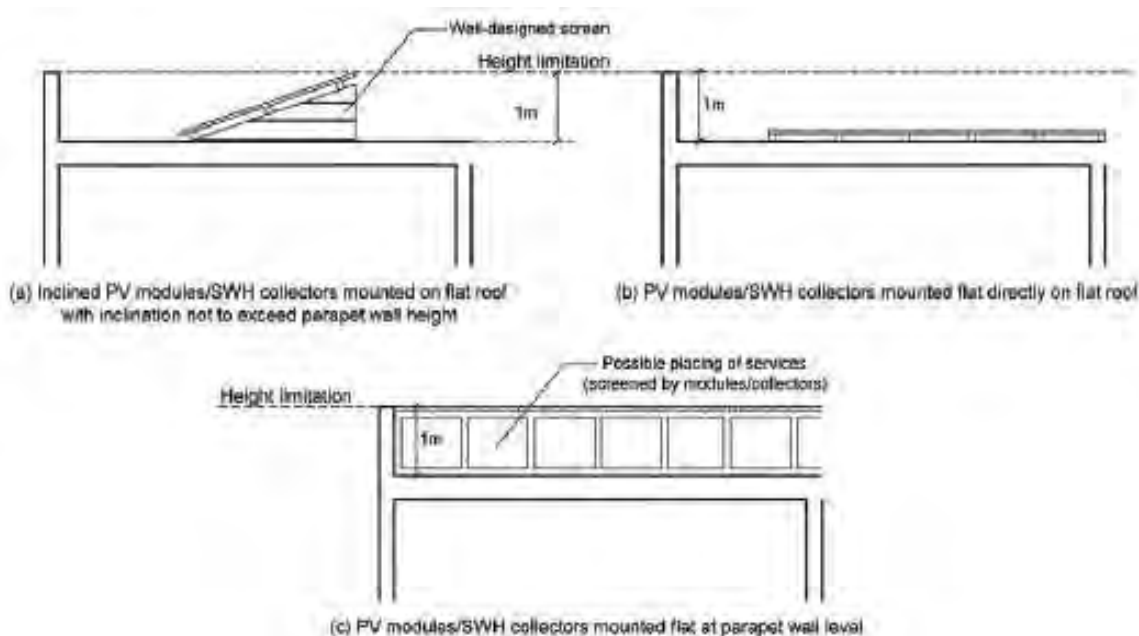 Well-designed screen
Height limitation
1m
1m
(a) Inclined PV modules/SWH collectors mounted on flat roof
with inclination not to exceed parapet wall height
(b) PV modules/SWH collectors mounted flat directly on flat roof
Possible placing of services
(screened by modules/collectors)
Height limitation
1m
(c) PV modules/SWH collectors mounted flat at parapet wall level